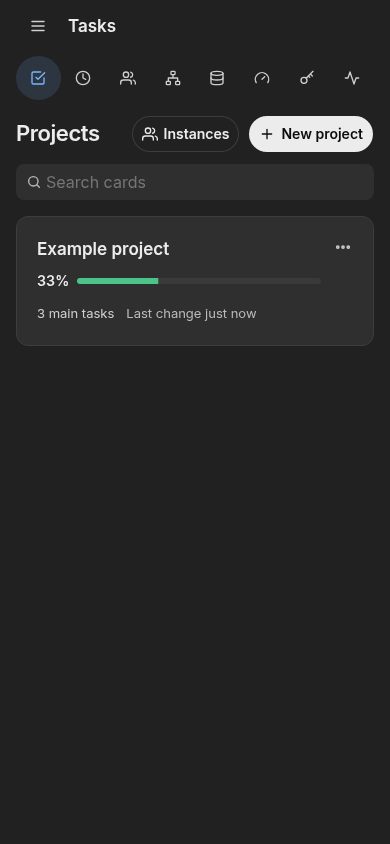 Tasks
Projects
Instances
New project
Search cards
Example project
33%
3 main tasks Last change just now